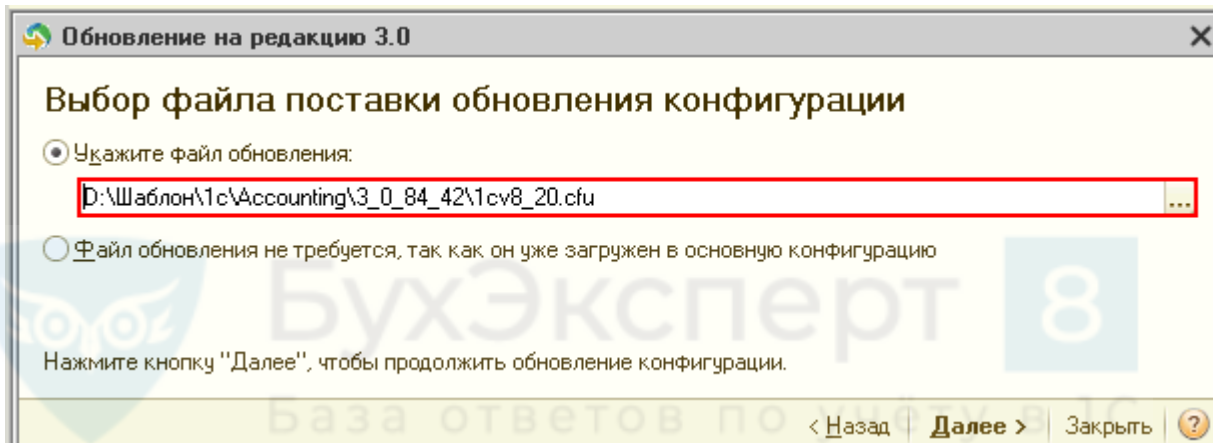 Обновление на редакцию 3.0
Выбор файла поставки обновления конфигурации
Укажите файл обновления:
D:\Шаблон\1c\Accounting\3_0_84_42\1cv8_20.cfu
...
Файл обновления не требуется, так как он уже загружен в основную конфигурацию
БухЭксперт 8
Нажмите кнопку "Далее", чтобы продолжить обновление конфигурации.
База ответов по учёту в 1С
< Назад Далее > Закрыть ?